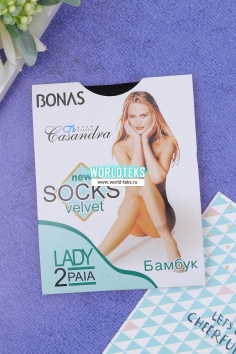 BONAS
Casandra
WORLDTEKS
www.world-teks.ru
new
SOCKS
velvet
LADY
2 PAIA
Бамбук
LET'S
CHEERFU